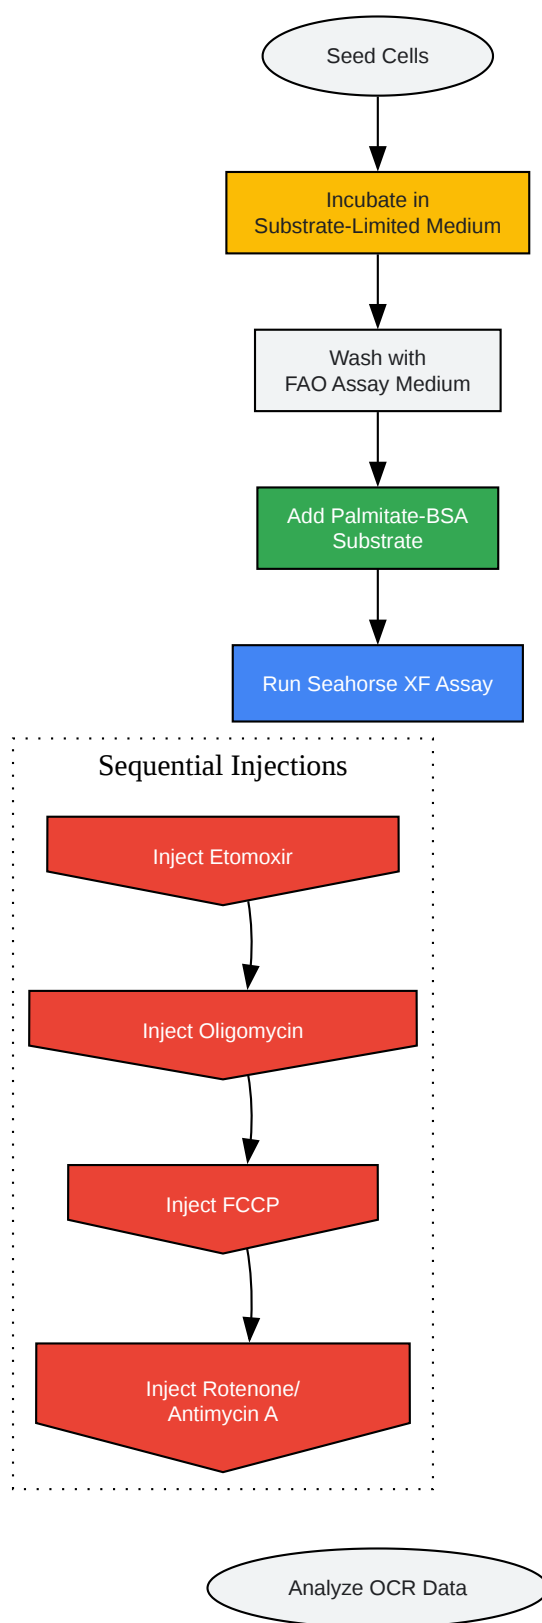 Seed Cells
Incubate in
Substrate-Limited Medium
Wash with
FAO Assay Medium
Add Palmitate-BSA
Substrate
Run Seahorse XF Assay
Sequential Injections
Inject Etomoxir
Inject Oligomycin
Inject FCCP
Inject Rotenone/
Antimycin A
Analyze OCR Data